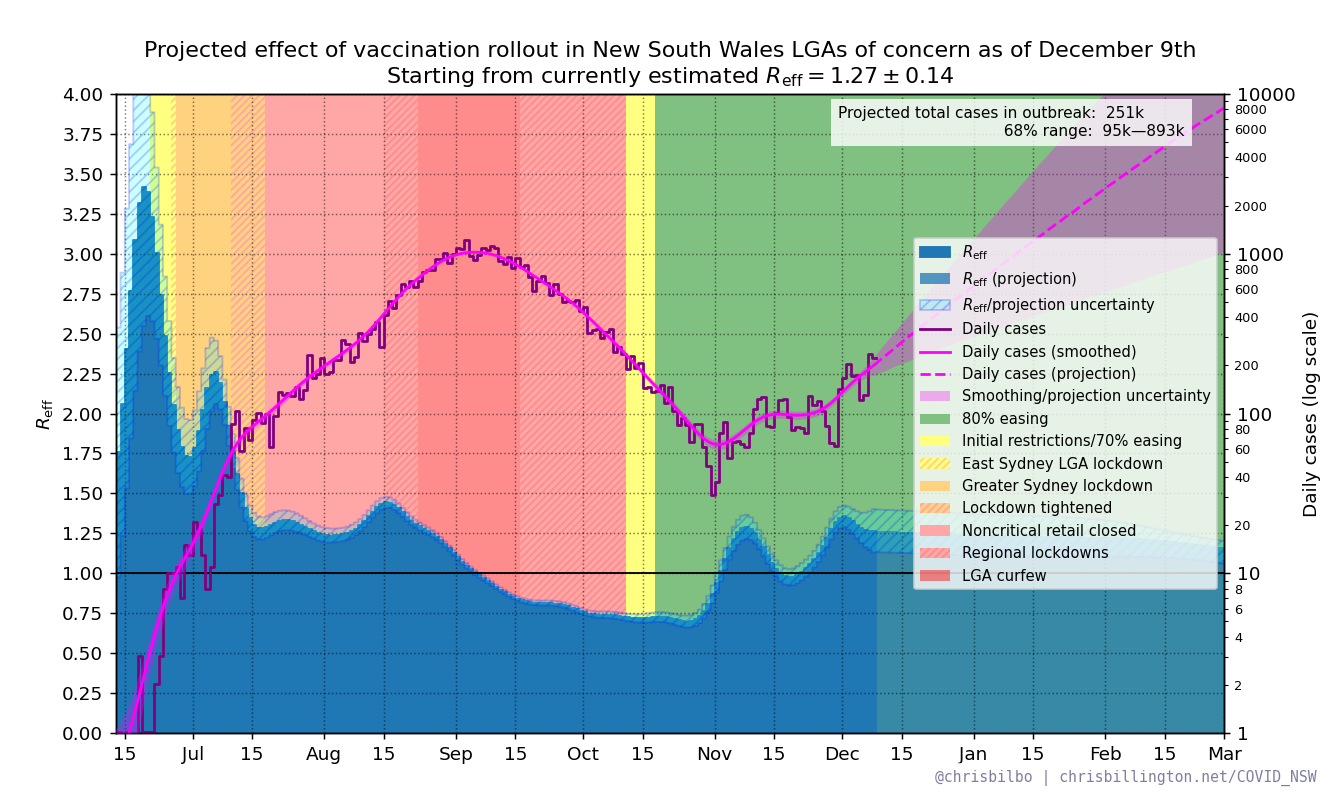 Projected effect of vaccination rollout in New South Wales LGAs of concern as of December 9th
Starting from currently estimated Reff = 1.27 ± 0.14
Projected total cases in outbreak: 251k
68% range: 95k—893k
Reff
4.00
3.75
3.50
3.25
3.00
2.75
2.50
2.25
2.00
1.75
1.50
1.25
1.00
0.75
0.50
0.25
0.00
Reff
Reff (projection)
Reff/projection uncertainty
Daily cases
Daily cases (smoothed)
Daily cases (projection)
Smoothing/projection uncertainty
80% easing
Initial restrictions/70% easing
East Sydney LGA lockdown
Greater Sydney lockdown
Lockdown tightened
Noncritical retail closed
Regional lockdowns
LGA curfew
10000
8000
6000
4000
2000
1000
800
600
400
200
100
80
60
40
20
10
8
6
4
2
1
Daily cases (log scale)
15 Jul 15 Aug 15 Sep 15 Oct 15 Nov 15 Dec 15 Jan 15 Feb 15 Mar
@chrisbilbo | chrisbillington.net/COVID_NSW